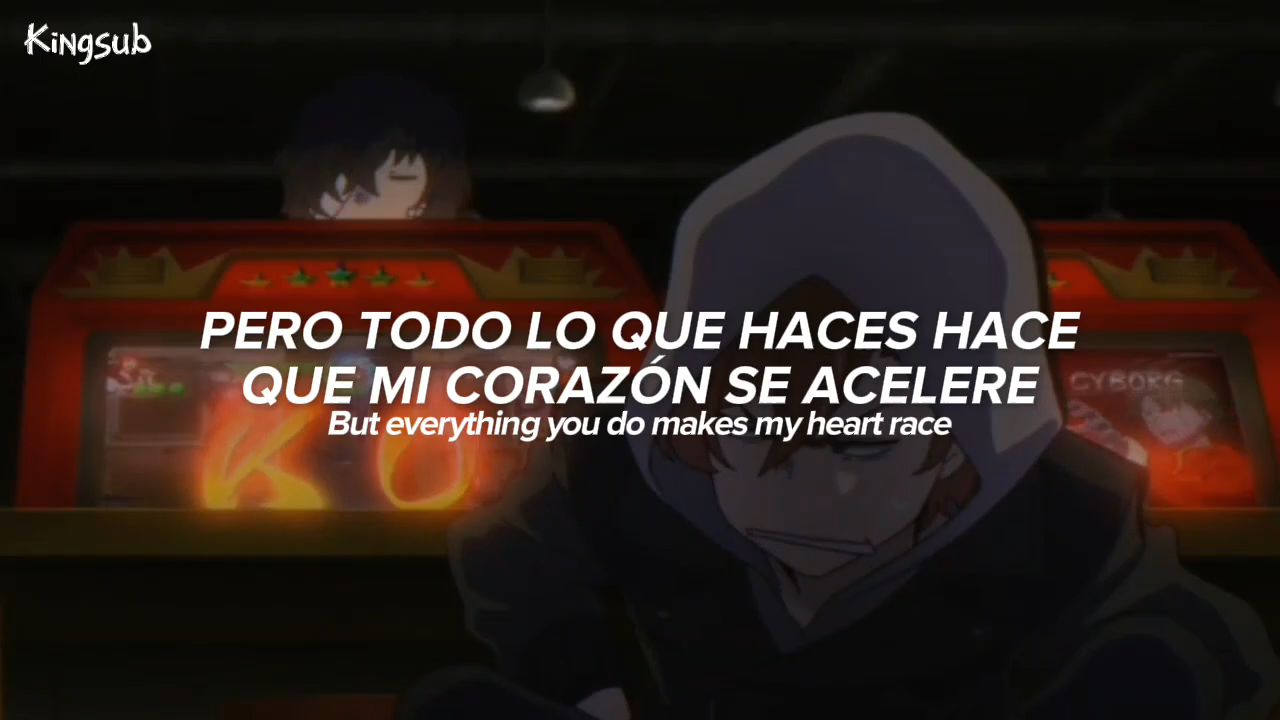 Kingsub
PERO TODO LO QUE HACES HACE
QUE MI CORAZÓN SE ACELERE
But everything you do makes my heart race
KO
CYBORG